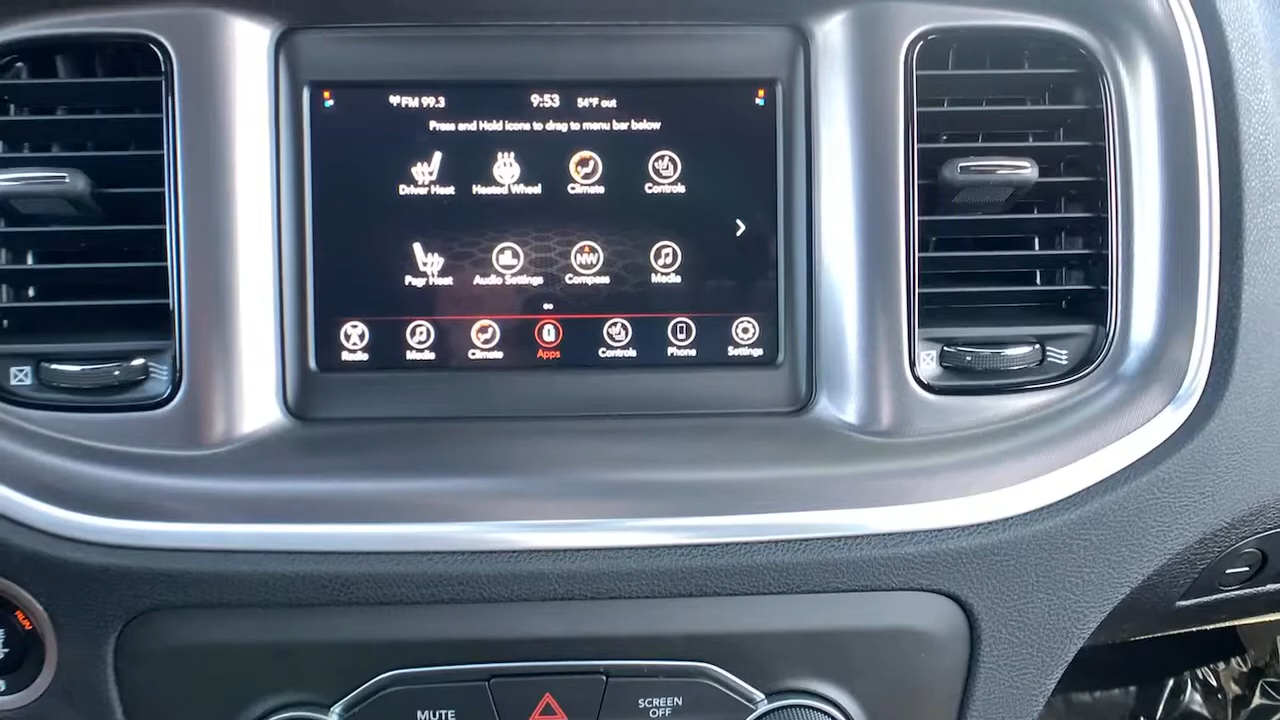 FM 99.3 9:53 54°F out
Press and Hold icons to drag to menu bar below
Driver Heat Heated Wheel Climate Controls
NW
Psgr Heat Audio Settings Compass Media
Radio Media Climate Apps Controls Phone Settings
RUN
MUTE
SCREEN
OFF